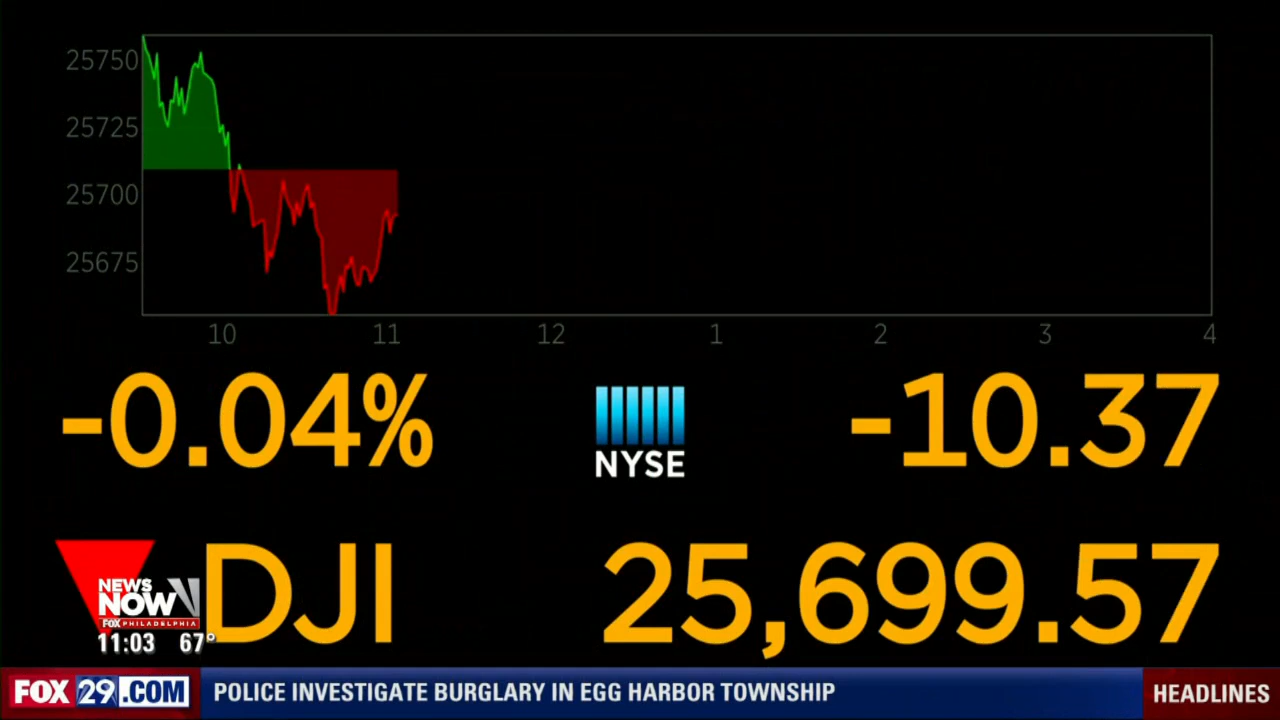 25750
25725
25700
25675
10 11 12 1 2 3 4
-0.04%
NYSE
-10.37
DJI
25,699.57
NEWS
NOW
FOX PHILADELPHIA
11:03 67°
FOX 29.COM
POLICE INVESTIGATE BURGLARY IN EGG HARBOR TOWNSHIP
HEADLINES